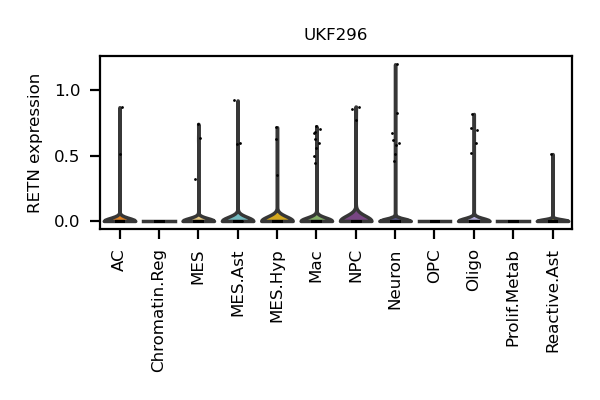 UKF296
RETN expression
1.0
0.5
0.0
AC
Chromatin.Reg
MES
MES.Ast
MES.Hyp
Mac
NPC
Neuron
OPC
Oligo
Prolif.Metab
Reactive.Ast